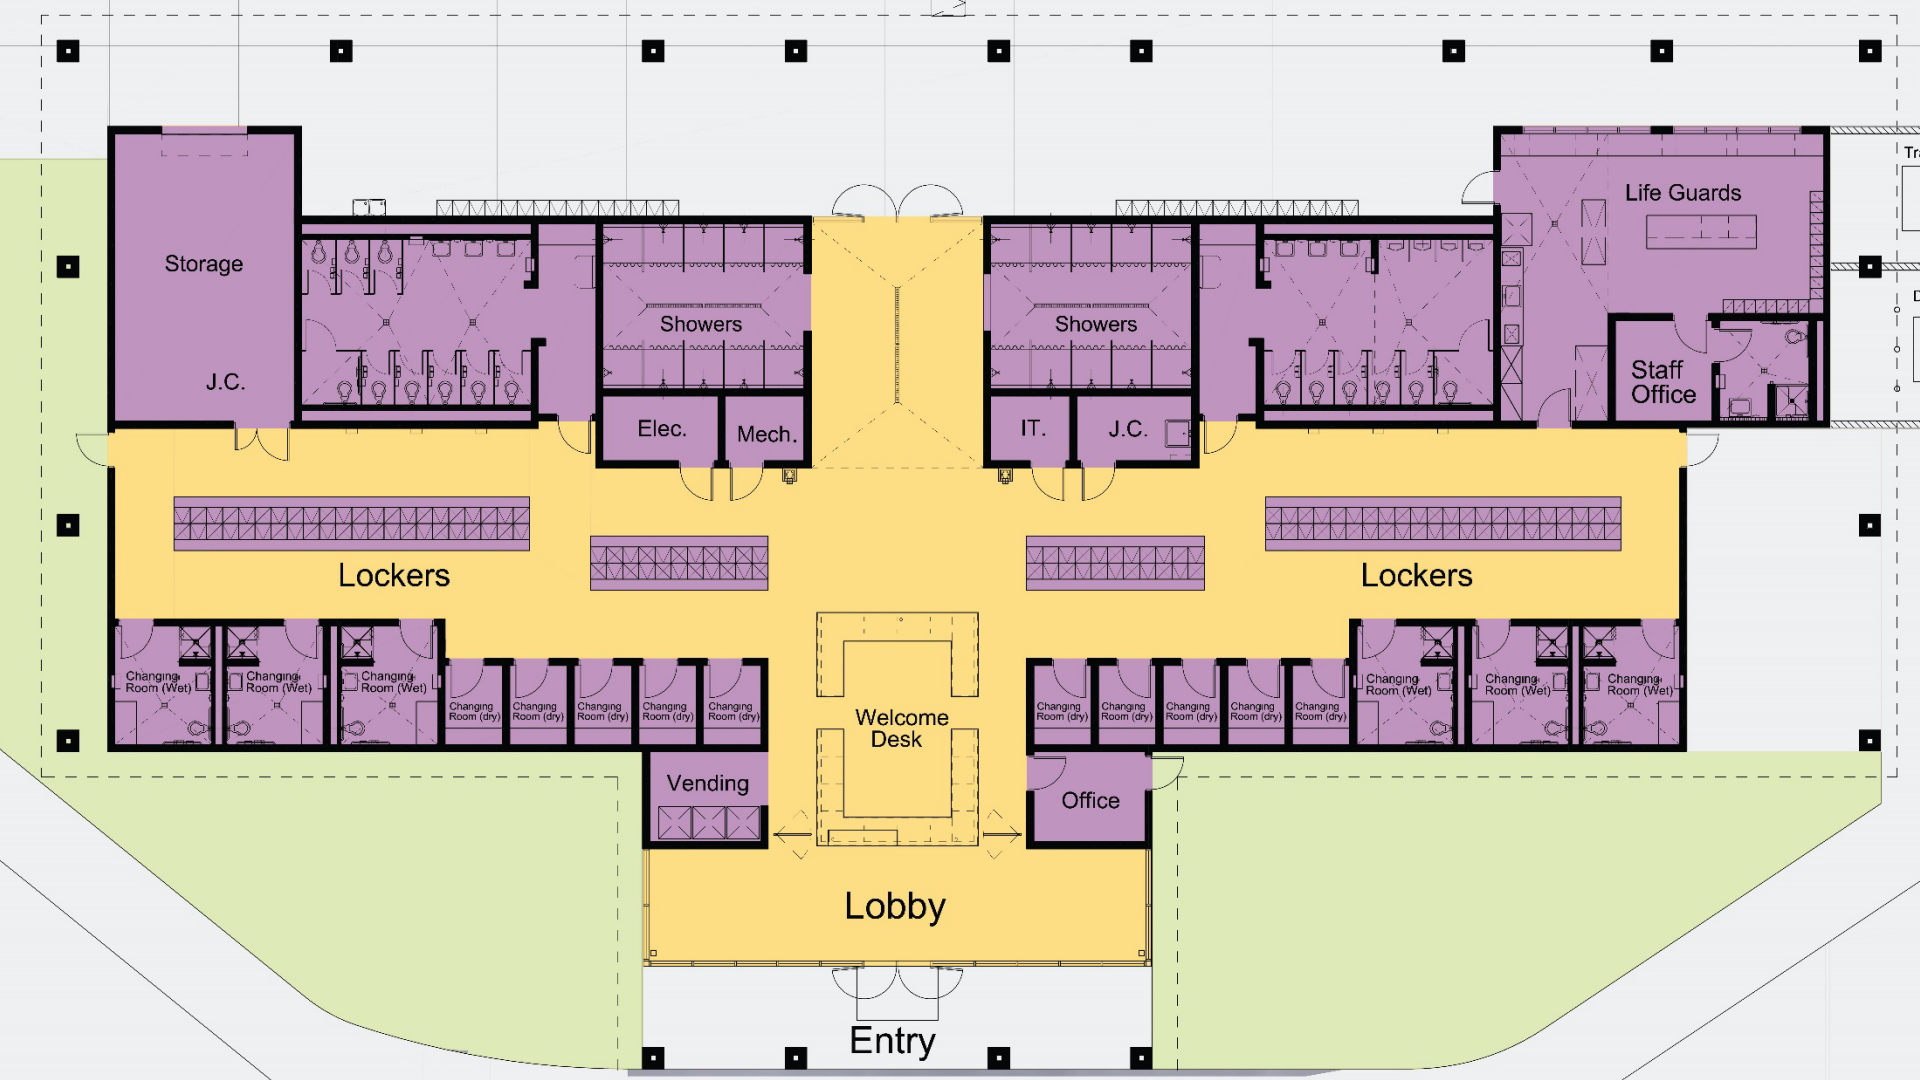 Tr
Life Guards
Storage
D
Showers
Showers
Staff
Office
J.C.
Elec.
Mech.
IT.
J.C.
Lockers
Lockers
Changing
Room (Wet)
Changing
Room (Wet)
Changing
Room (Wet)
Changing
Room (dry)
Changing
Room (dry)
Changing
Room (dry)
Changing
Room (dry)
Changing
Room (dry)
Welcome
Desk
Changing
Room (dry)
Changing
Room (dry)
Changing
Room (dry)
Changing
Room (dry)
Changing
Room (dry)
Changing
Room (Wet)
Changing
Room (Wet)
Changing
Room (Wet)
Vending
Office
Lobby
Entry